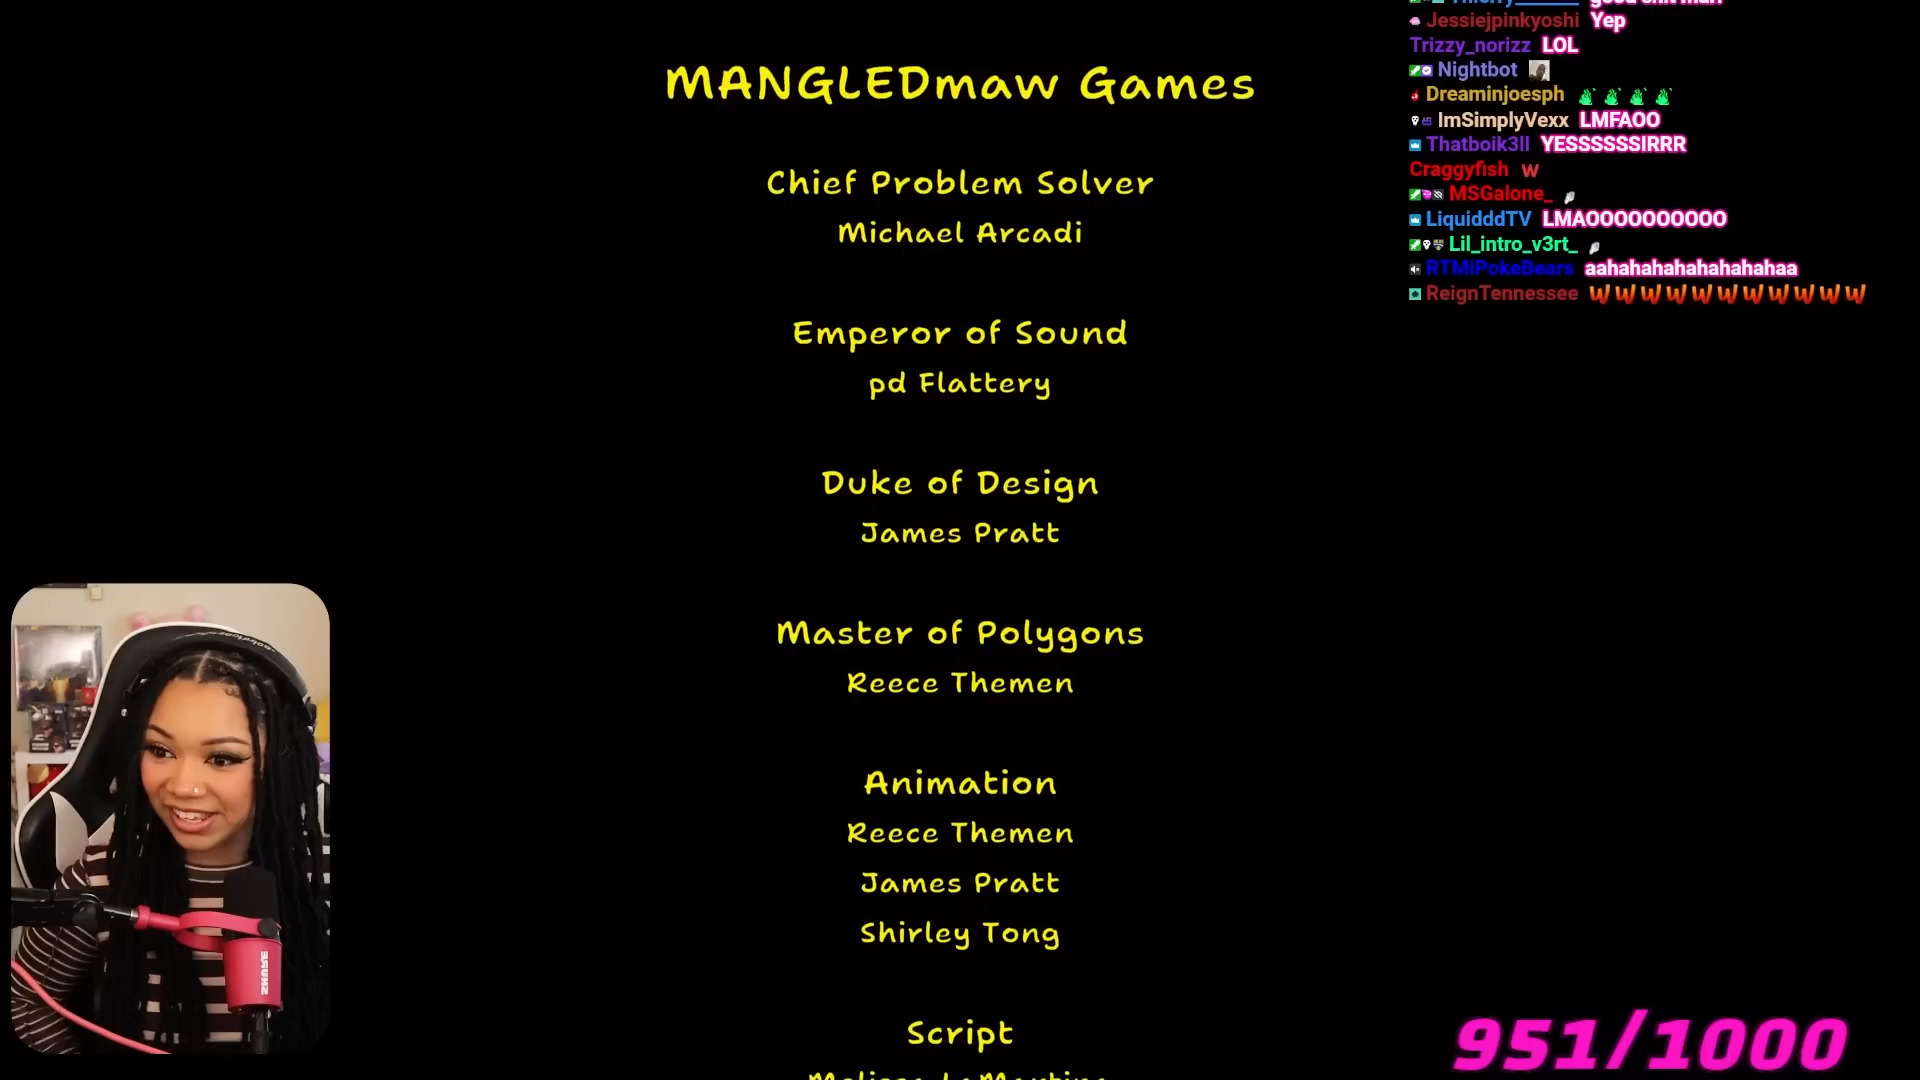 MANGLEDmaw Games
Chief Problem Solver
Michael Arcadi
Emperor of Sound
pd Flattery
Duke of Design
James Pratt
Master of Polygons
Reece Themen
Animation
Reece Themen
James Pratt
Shirley Tong
Script
Jessiejpinkyoshi Yep
Trizzy_norizz LOL
Nightbot
Dreaminjoesph
ImSimplyVexx LMFAOO
Thatboik3ll YESSSSSSIRRR
Craggyfish W
MSGalone_
LiquidddTV LMAOOOOOOOOOO
Lil_intro_v3rt_
RTMiPokeBears aahahahahahahahahaa
ReignTennessee W W W W W W W W W W W
SHURE
951/1000